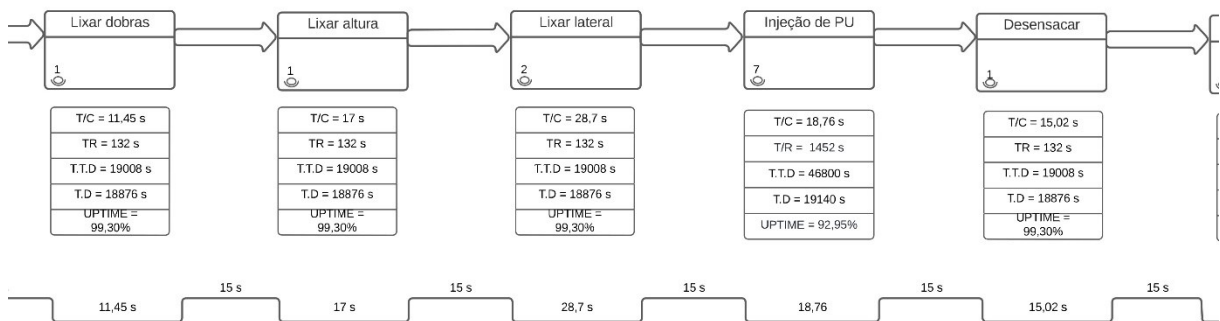 Lixar dobras
1
T/C = 11,45 s
TR = 132 s
T.T.D = 19008 s
T.D = 18876 s
UPTIME =
99,30%
Lixar altura
1
T/C = 17 s
TR = 132 s
T.T.D = 19008 s
T.D = 18876 s
UPTIME =
99,30%
Lixar lateral
2
T/C = 28,7 s
TR = 132 s
T.T.D = 19008 s
T.D = 18876 s
UPTIME =
99,30%
Injeção de PU
7
T/C = 18,76 s
T/R = 1452 s
T.T.D = 46800 s
T.D = 19140 s
UPTIME = 92,95%
Desensacar
1
T/C = 15,02 s
TR = 132 s
T.T.D = 19008 s
T.D = 18876 s
UPTIME =
99,30%
11,45 s
15 s
17 s
15 s
28,7 s
15 s
18,76
15 s
15,02 s
15 s